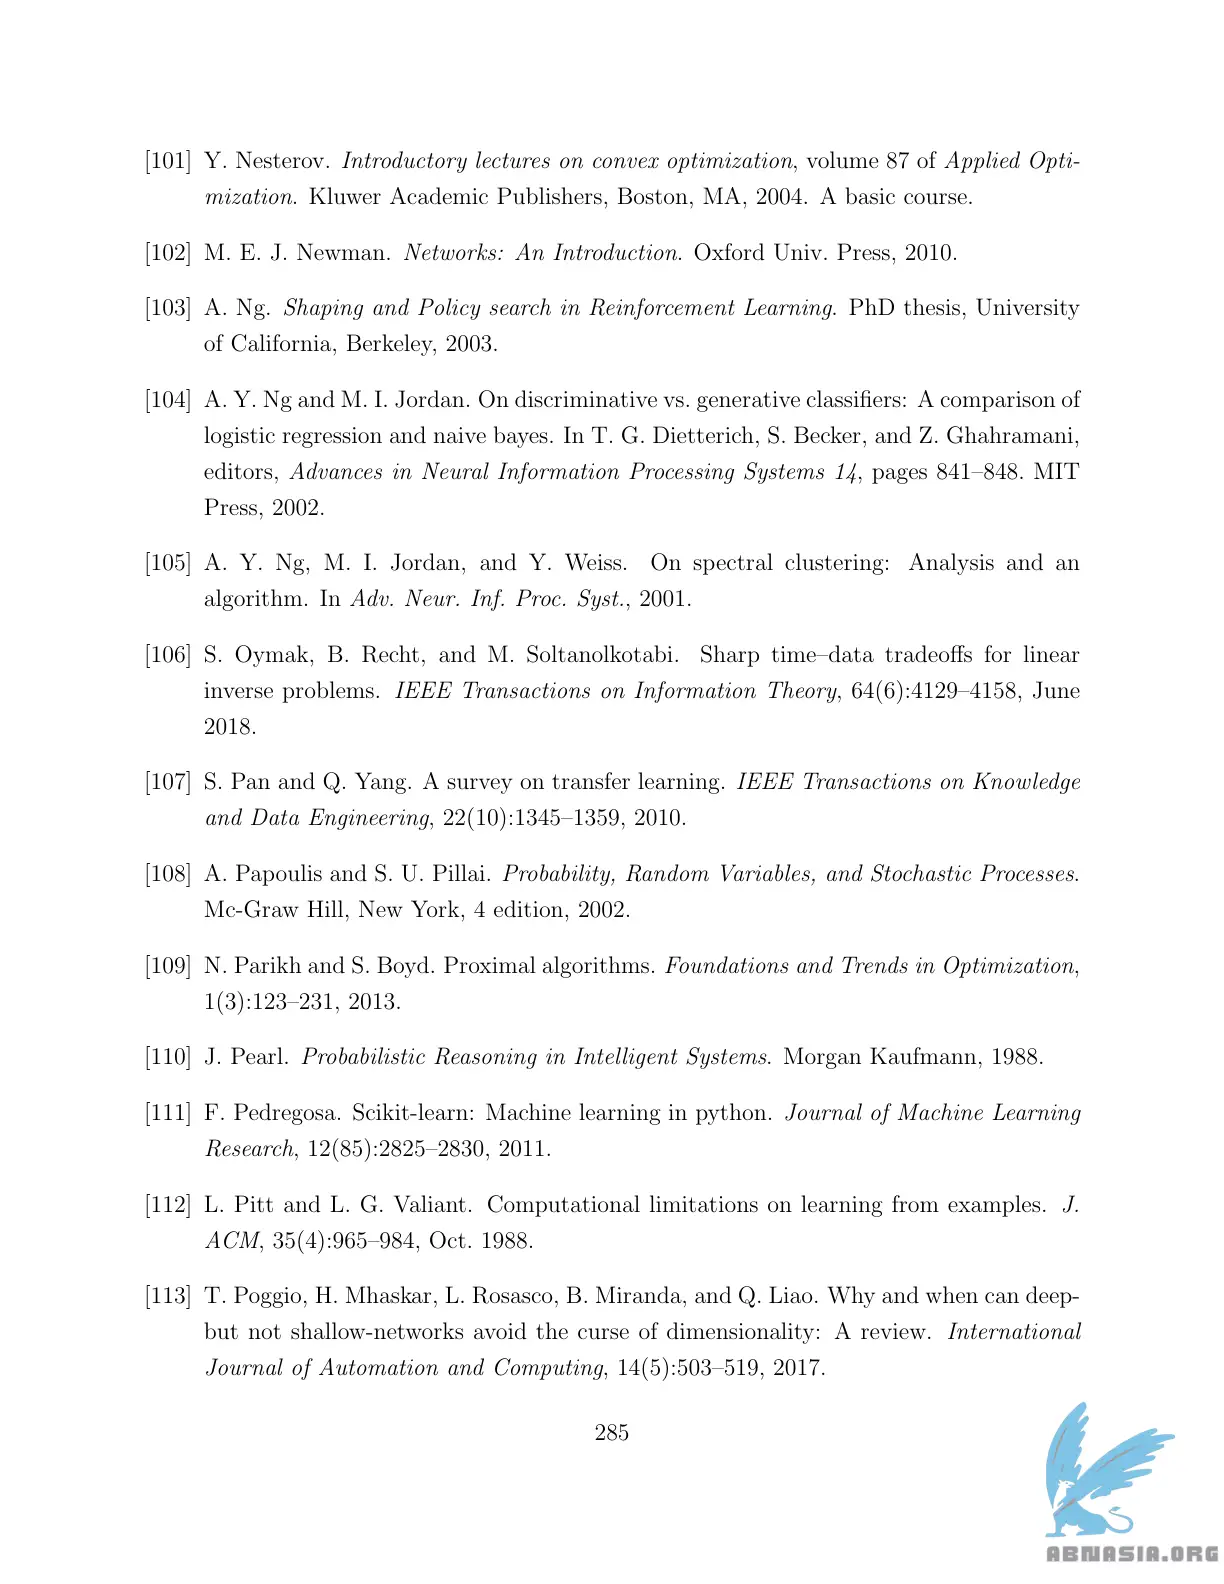 [101] Y. Nesterov. Introductory lectures on convex optimization, volume 87 of Applied Opti-
mization. Kluwer Academic Publishers, Boston, MA, 2004. A basic course.
[102] M. E. J. Newman. Networks: An Introduction. Oxford Univ. Press, 2010.
[103] A. Ng. Shaping and Policy search in Reinforcement Learning. PhD thesis, University
of California, Berkeley, 2003.
[104] A. Y. Ng and M. I. Jordan. On discriminative vs. generative classifiers: A comparison of
logistic regression and naive bayes. In T. G. Dietterich, S. Becker, and Z. Ghahramani,
editors, Advances in Neural Information Processing Systems 14, pages 841–848. MIT
Press, 2002.
[105] A. Y. Ng, M. I. Jordan, and Y. Weiss. On spectral clustering: Analysis and an
algorithm. In Adv. Neur. Inf. Proc. Syst., 2001.
[106] S. Oymak, B. Recht, and M. Soltanolkotabi. Sharp time–data tradeoffs for linear
inverse problems. IEEE Transactions on Information Theory, 64(6):4129–4158, June
2018.
[107] S. Pan and Q. Yang. A survey on transfer learning. IEEE Transactions on Knowledge
and Data Engineering, 22(10):1345–1359, 2010.
[108] A. Papoulis and S. U. Pillai. Probability, Random Variables, and Stochastic Processes.
Mc-Graw Hill, New York, 4 edition, 2002.
[109] N. Parikh and S. Boyd. Proximal algorithms. Foundations and Trends in Optimization,
1(3):123–231, 2013.
[110] J. Pearl. Probabilistic Reasoning in Intelligent Systems. Morgan Kaufmann, 1988.
[111] F. Pedregosa. Scikit-learn: Machine learning in python. Journal of Machine Learning
Research, 12(85):2825–2830, 2011.
[112] L. Pitt and L. G. Valiant. Computational limitations on learning from examples. J.
ACM, 35(4):965–984, Oct. 1988.
[113] T. Poggio, H. Mhaskar, L. Rosasco, B. Miranda, and Q. Liao. Why and when can deep-
but not shallow-networks avoid the curse of dimensionality: A review. International
Journal of Automation and Computing, 14(5):503–519, 2017.
285
ABNASIA.ORG